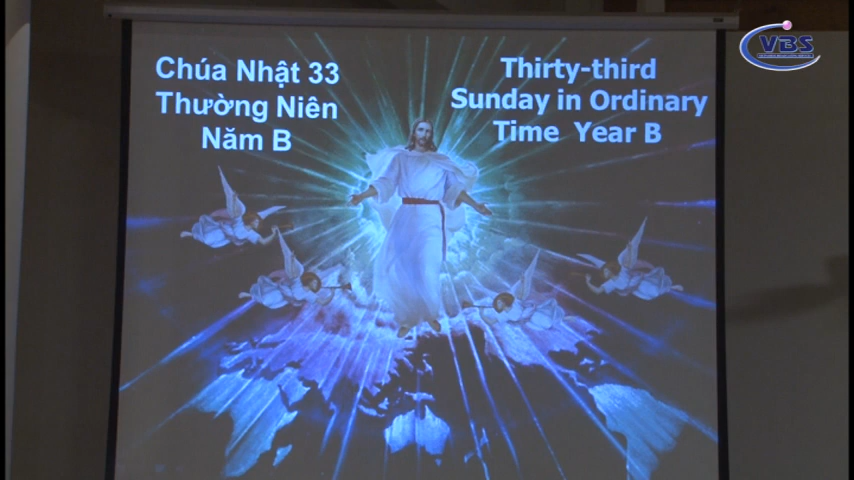 Chúa Nhật 33
Thường Niên
Năm B
Thirty-third
Sunday in Ordinary
Time Year B
VBS